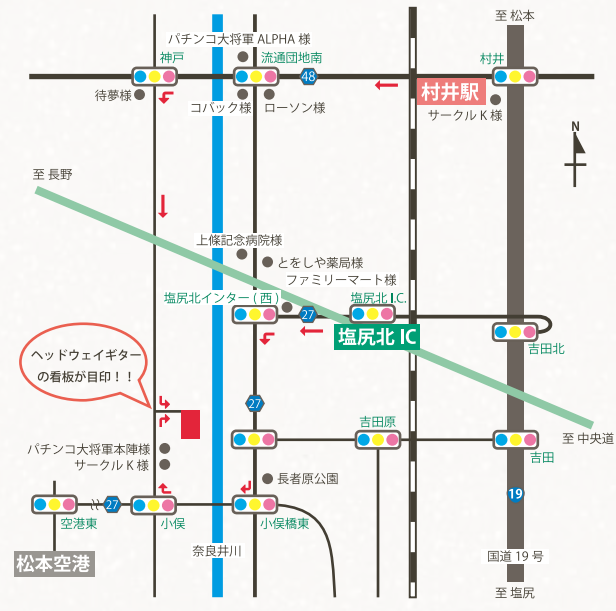 至 松本
パチンコ大将軍 ALPHA 様
神戸
流通団地南
村井
48
村井駅
待夢様
コバック様
ローソン様
サークル K 様
N
至 長野
上條記念病院様
とをしや薬局様
ファミリーマート様
塩尻北インター ( 西 )
塩尻北 I.C.
27
塩尻北 IC
吉田北
ヘッドウェイギター
の看板が目印！！
27
吉田原
至 中央道
パチンコ大将軍本陣様
サークル K 様
吉田
長者原公園
19
27
空港東
小俣
小俣橋東
松本空港
奈良井川
国道 19 号
至 塩尻